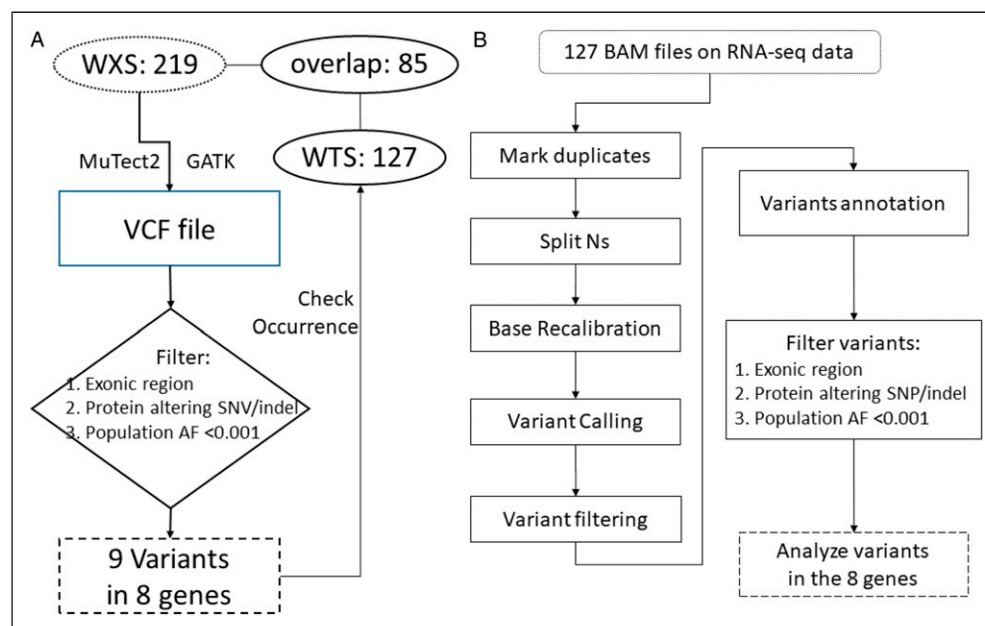 A
WXS: 219
overlap: 85
WTS: 127
MuTect2
GATK
VCF file
Check
Occurrence
Filter:
1. Exonic region
2. Protein altering SNV/indel
3. Population AF <0.001
9 Variants
in 8 genes
B
127 BAM files on RNA-seq data
Mark duplicates
Split Ns
Base Recalibration
Variant Calling
Variant filtering
Variants annotation
Filter variants:
1. Exonic region
2. Protein altering SNP/indel
3. Population AF <0.001
Analyze variants
in the 8 genes